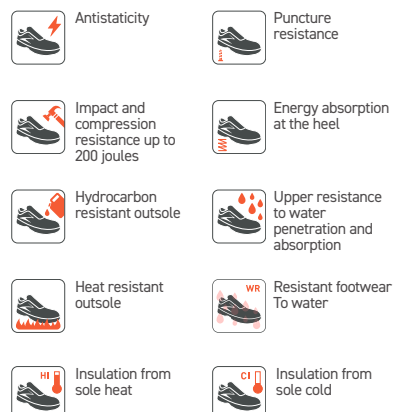 Antistaticity
Puncture
resistance
Impact and
compression
resistance up to
200 joules
Energy absorption
at the heel
Hydrocarbon
resistant outsole
Upper resistance
to water
penetration and
absorption
Heat resistant
outsole
WR
Resistant footwear
To water
HI
Insulation from
sole heat
CI
Insulation from
sole cold